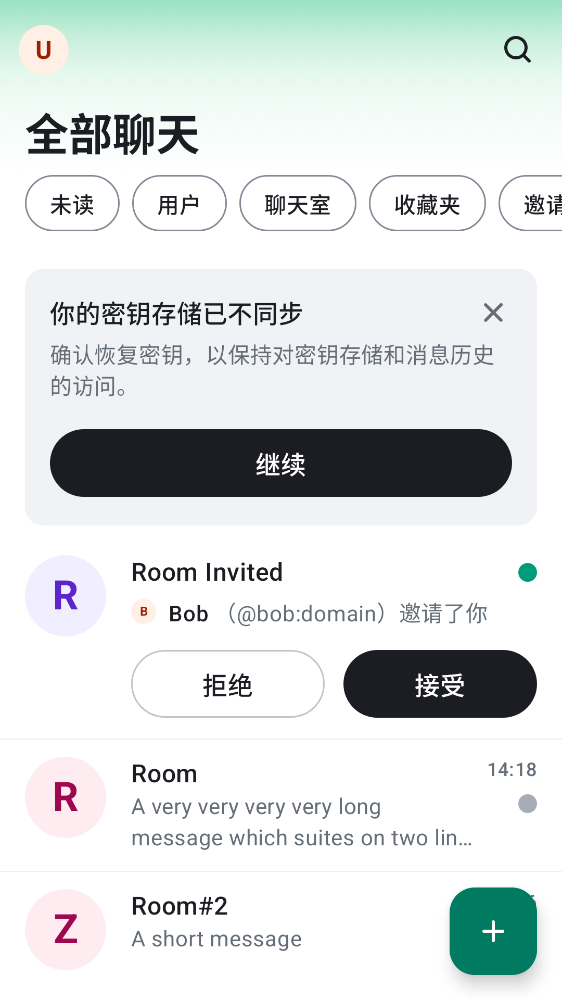 U
全部聊天
未读
用户
聊天室
收藏夹
邀请
你的密钥存储已不同步
确认恢复密钥，以保持对密钥存储和消息历史
的访问。
继续
R
Room Invited
B Bob （@bob:domain）邀请了你
拒绝
接受
R
Room
14:18
A very very very very long
message which suites on two lin…
Z
Room#2
A short message